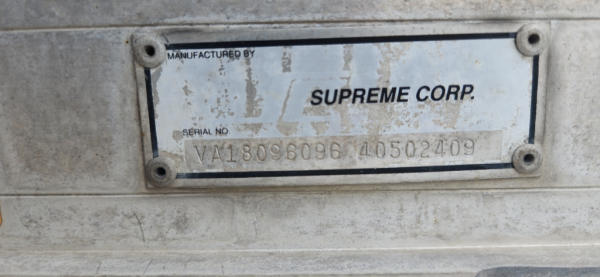 MANUFACTURED BY
SUPREME CORP.
SERIAL NO
VA18096096 40502409